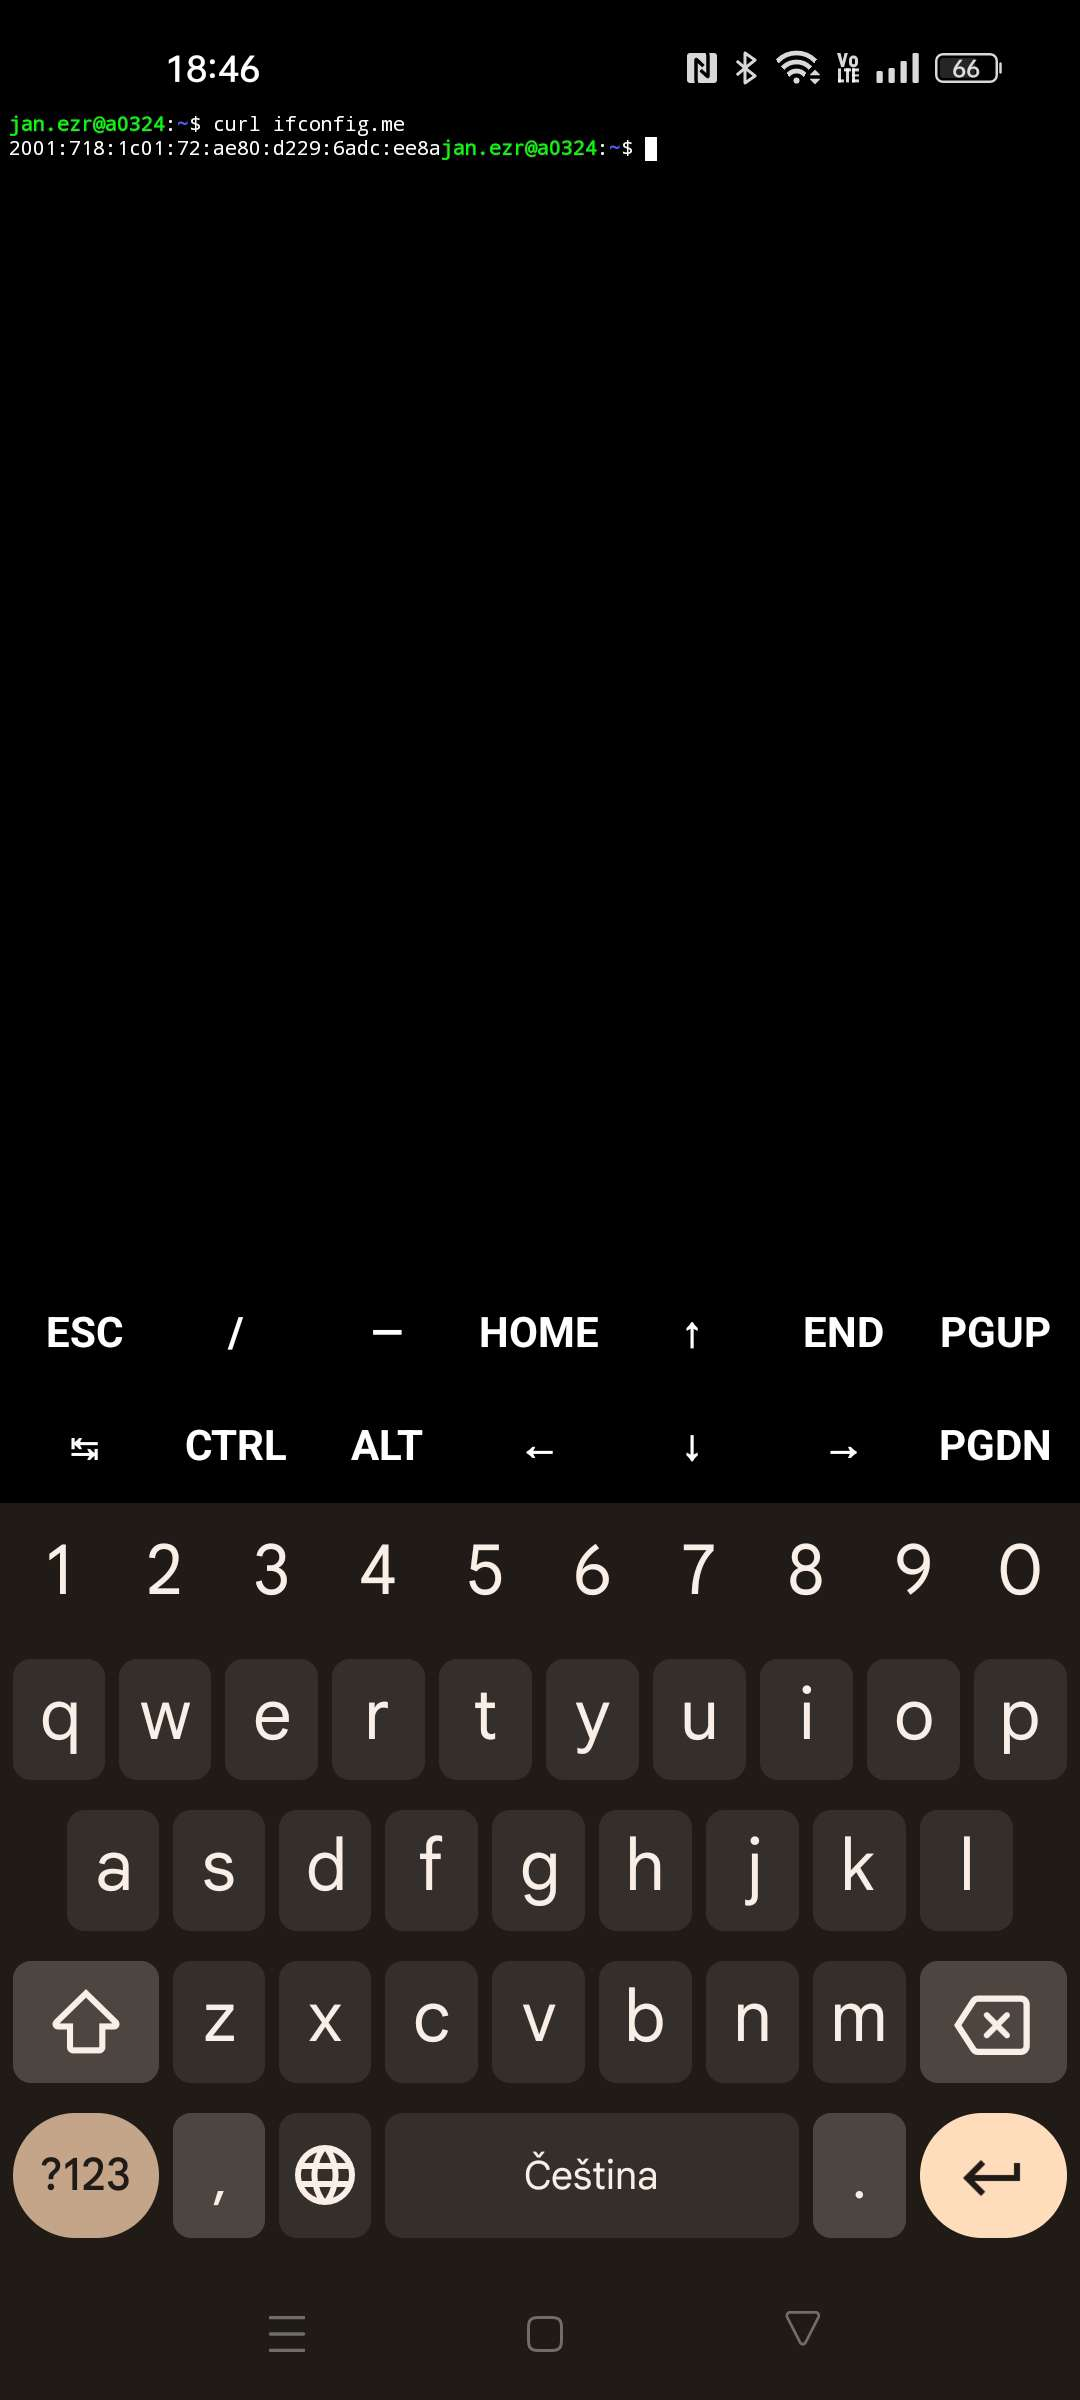 18:46 Vo LTE 66
jan.ezr@a0324:~$ curl ifconfig.me
2001:718:1c01:72:ae80:d229:6adc:ee8ajan.ezr@a0324:~$
ESC / — HOME ↑ END PGUP
↹ CTRL ALT ← ↓ → PGDN
1 2 3 4 5 6 7 8 9 0
q w e r t y u i o p
a s d f g h j k l
z x c v b n m
?123 , Čeština .